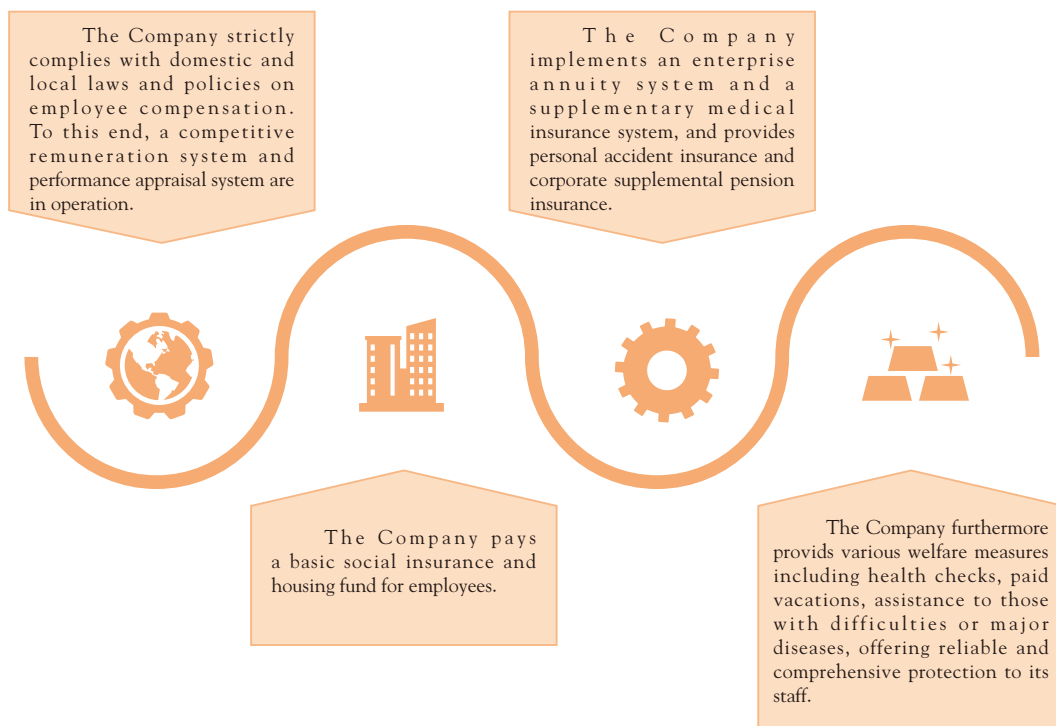 The Company strictly
complies with domestic and
local laws and policies on
employee compensation.
To this end, a competitive
remuneration system and
performance appraisal system are
in operation.
The Company pays
a basic social insurance and
housing fund for employees.
The Company
implements an enterprise
annuity system and a
supplementary medical
insurance system, and provides
personal accident insurance and
corporate supplemental pension
insurance.
The Company furthermore
provids various welfare measures
including health checks, paid
vacations, assistance to those
with difficulties or major
diseases, offering reliable and
comprehensive protection to its
staff.